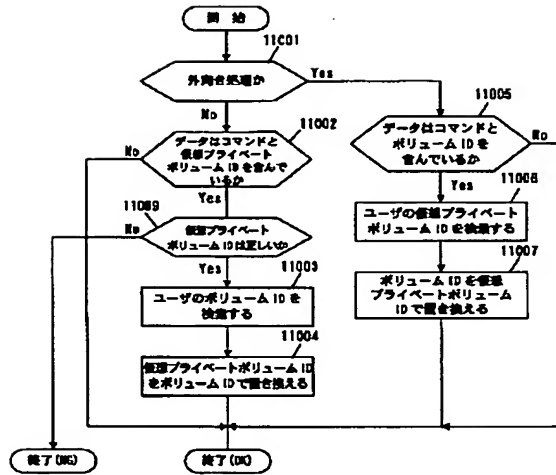 開 始
11C01
外向き処理か
Yes
No
11002
データはコマンドと
仮想プライベート
ボリューム IDを含んで
いるか
No
Yes
11005
データはコマンドと
ボリューム ID を
含んでいるか
No
Yes
11009
仮想プライベート
ボリューム IDは正しいか
No
Yes
11006
ユーザの仮想プライベート
ボリューム IDを検索する
11003
ユーザのボリューム ID を
検索する
11007
ボリューム ID を仮想
プライベートボリューム
ID で置き換える
11004
仮想プライベートボリューム ID
をボリューム ID で置き換える
終了(NG)
終了(OK)